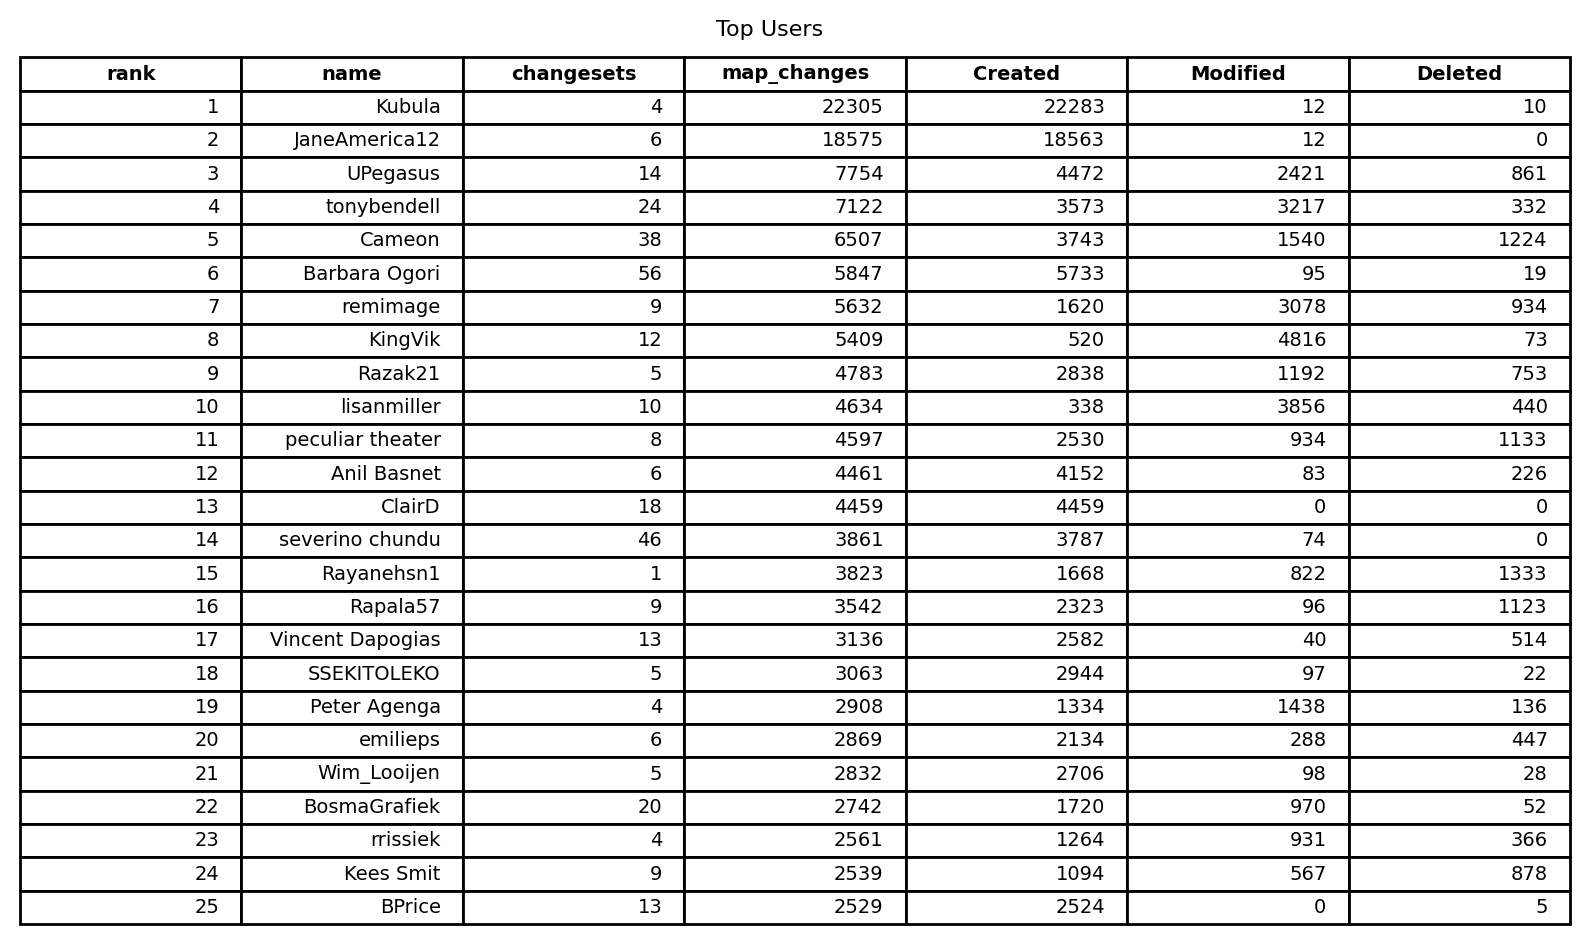 Top Users
rank name changesets map_changes Created Modified Deleted
1 Kubula 4 22305 22283 12 10
2 JaneAmerica12 6 18575 18563 12 0
3 UPegasus 14 7754 4472 2421 861
4 tonybendell 24 7122 3573 3217 332
5 Cameon 38 6507 3743 1540 1224
6 Barbara Ogori 56 5847 5733 95 19
7 remimage 9 5632 1620 3078 934
8 KingVik 12 5409 520 4816 73
9 Razak21 5 4783 2838 1192 753
10 lisanmiller 10 4634 338 3856 440
11 peculiar theater 8 4597 2530 934 1133
12 Anil Basnet 6 4461 4152 83 226
13 ClairD 18 4459 4459 0 0
14 severino chundu 46 3861 3787 74 0
15 Rayanehsn1 1 3823 1668 822 1333
16 Rapala57 9 3542 2323 96 1123
17 Vincent Dapogias 13 3136 2582 40 514
18 SSEKITOLEKO 5 3063 2944 97 22
19 Peter Agenga 4 2908 1334 1438 136
20 emilieps 6 2869 2134 288 447
21 Wim_Looijen 5 2832 2706 98 28
22 BosmaGrafiek 20 2742 1720 970 52
23 rrissiek 4 2561 1264 931 366
24 Kees Smit 9 2539 1094 567 878
25 BPrice 13 2529 2524 0 5